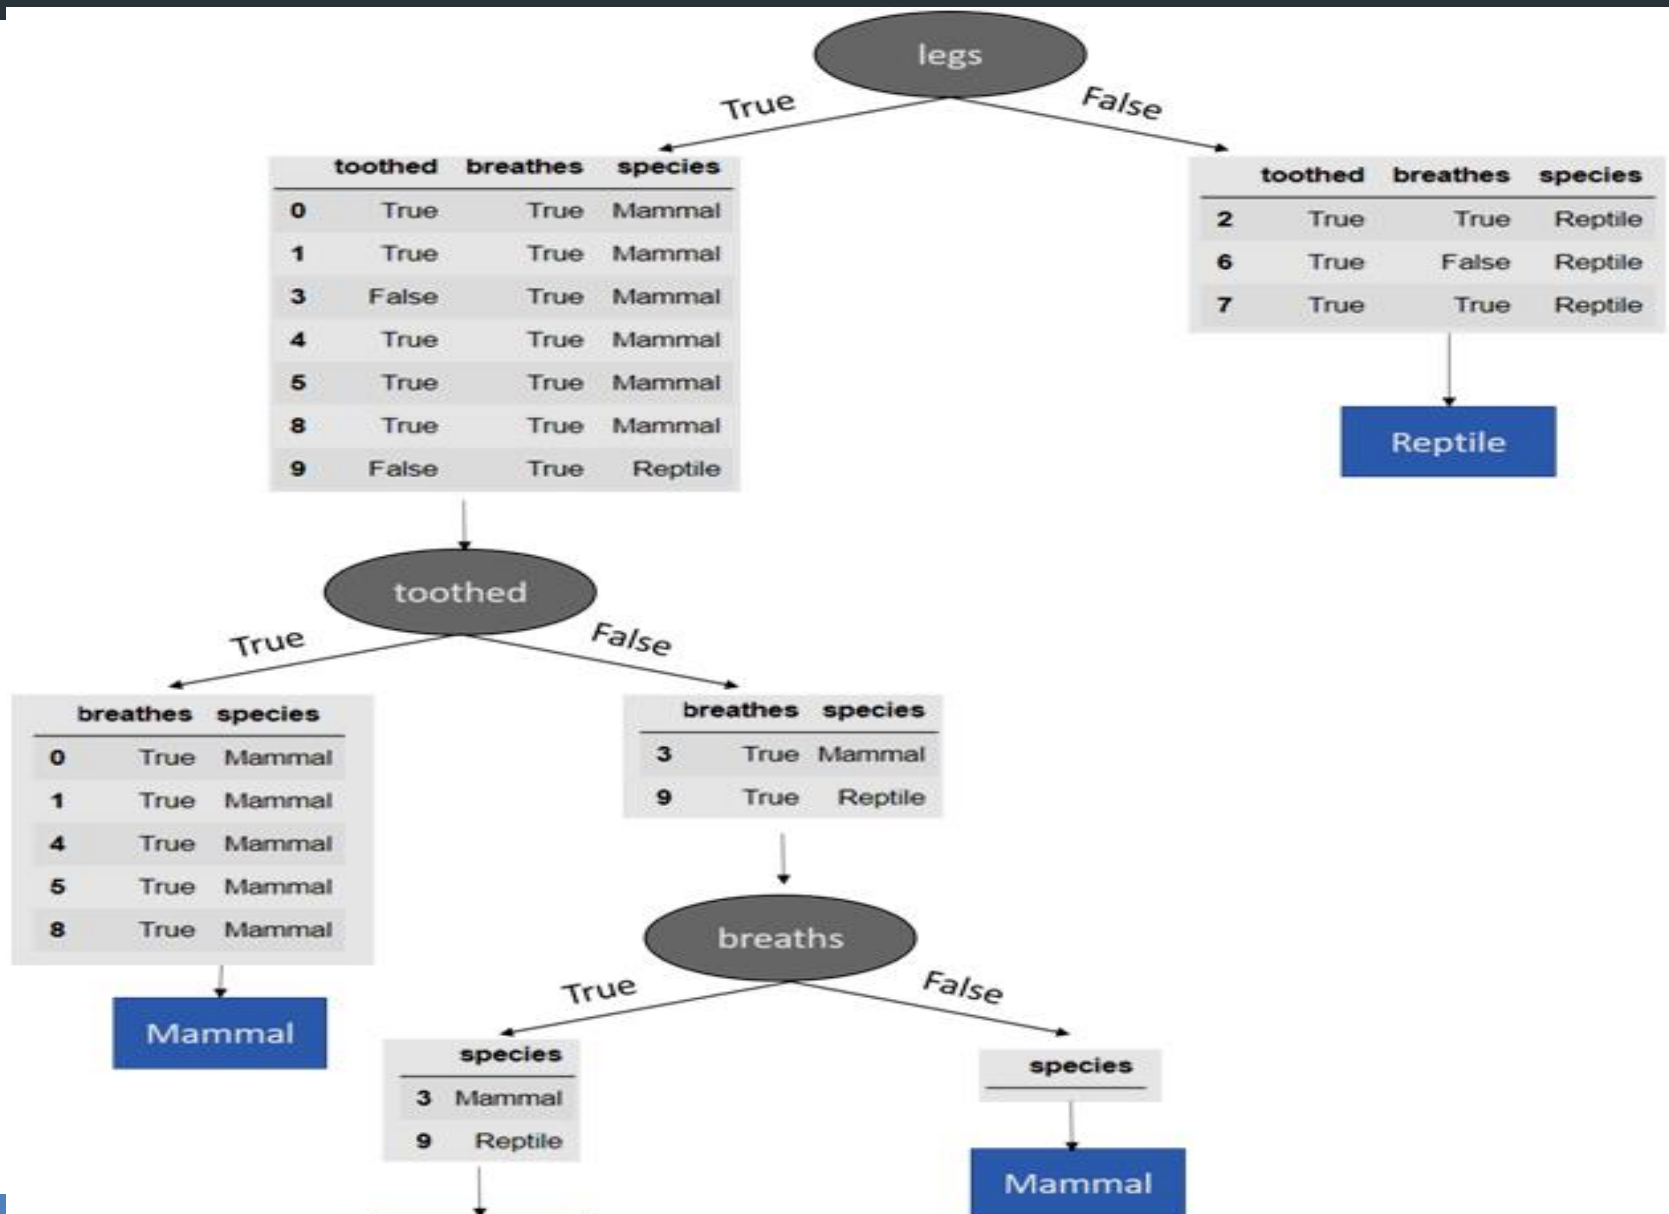 legs
True
False
toothed breathes species
0 True True Mammal
1 True True Mammal
3 False True Mammal
4 True True Mammal
5 True True Mammal
8 True True Mammal
9 False True Reptile
toothed breathes species
2 True True Reptile
6 True False Reptile
7 True True Reptile
Reptile
toothed
True
False
breathes species
0 True Mammal
1 True Mammal
4 True Mammal
5 True Mammal
8 True Mammal
Mammal
breathes species
3 True Mammal
9 True Reptile
breaths
True
False
species
3 Mammal
9 Reptile
species
Mammal